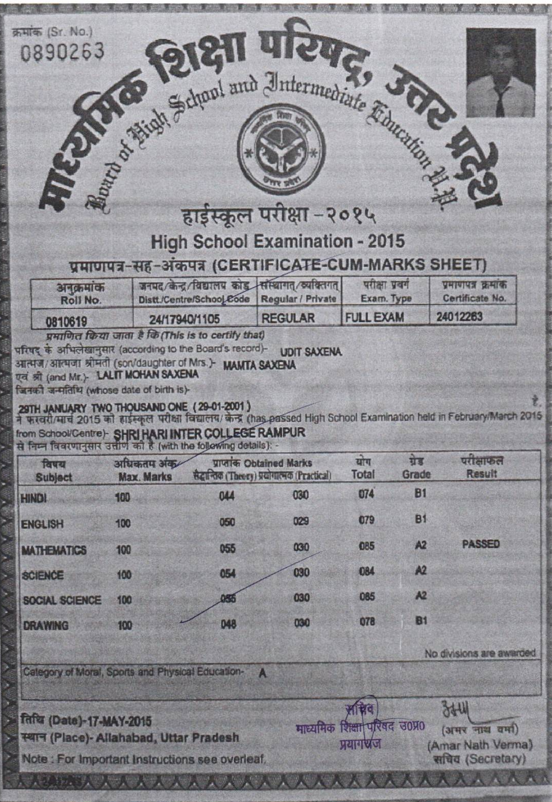 क्रमांक (Sr. No.)
0890263
माध्यमिक शिक्षा परिषद्, उत्तर प्रदेश
Board of High School and Intermediate Education U.P.
माध्यमिक शिक्षा परिषद
उत्तर प्रदेश
हाईस्कूल परीक्षा -२०१५
High School Examination - 2015
प्रमाणपत्र-सह-अंकपत्र (CERTIFICATE-CUM-MARKS SHEET)
अनुक्रमांक जनपद/केन्द्र/विद्यालय कोड संस्थागत/व्यक्तिगत परीक्षा प्रवर्ग प्रमाणपत्र क्रमांक
Roll No. Distt./Centre/School Code Regular / Private Exam. Type Certificate No.
0810619 24/17940/1105 REGULAR FULL EXAM 24012263
प्रमाणित किया जाता है कि (This is to certify that)
परिषद् के अभिलेखानुसार (according to the Board's record)- UDIT SAXENA
आत्मज/आत्मजा श्रीमती (son/daughter of Mrs.)- MAMTA SAXENA
एवं श्री (and Mr.)- LALIT MOHAN SAXENA
जिनकी जन्मतिथि (whose date of birth is)-
29TH JANUARY TWO THOUSAND ONE (29-01-2001) है,
ने फरवरी/मार्च 2015 की हाईस्कूल परीक्षा विद्यालय/केन्द्र (has passed High School Examination held in February/March 2015
from School/Centre)- SHRI HARI INTER COLLEGE RAMPUR
से निम्न विवरणानुसार उत्तीर्ण की है (with the following details):-
विषय अधिकतम अंक प्राप्तांक Obtained Marks योग ग्रेड परीक्षाफल
Subject Max. Marks सैद्धान्तिक (Theory) प्रयोगात्मक (Practical) Total Grade Result
HINDI 100 044 030 074 B1
ENGLISH 100 050 029 079 B1
MATHEMATICS 100 055 030 085 A2 PASSED
SCIENCE 100 054 030 084 A2
SOCIAL SCIENCE 100 055 030 085 A2
DRAWING 100 048 030 078 B1
No divisions are awarded
Category of Moral, Sports and Physical Education- A
तिथि (Date)-17-MAY-2015
स्थान (Place)- Allahabad, Uttar Pradesh
Note : For Important Instructions see overleaf.
सचिव
माध्यमिक शिक्षा परिषद उ०प्र०
प्रयागराज
(अमर नाथ वर्मा)
(Amar Nath Verma)
सचिव (Secretary)